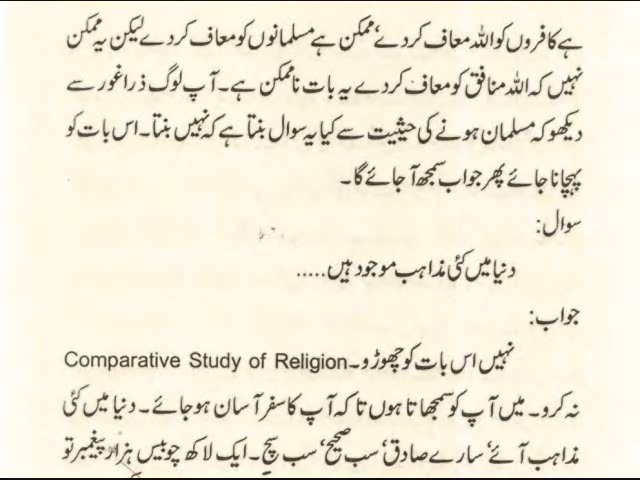 ہے کافروں کو اللہ معاف کر دے‘ ممکن ہے مسلمانوں کو معاف کر دے لیکن یہ ممکن
نہیں کہ اللہ منافق کو معاف کر دے یہ بات ناممکن ہے۔ آپ لوگ ذرا غور سے
دیکھو کہ مسلمان ہونے کی حیثیت سے کیا یہ سوال بنتا ہے کہ نہیں بنتا۔ اس بات کو
پہچانا جائے پھر جواب سمجھ آ جائے گا۔
سوال:
دنیا میں کئی مذاہب موجود ہیں.....
جواب:
نہیں اس بات کو چھوڑو۔ Comparative Study of Religion
نہ کرو۔ میں آپ کو سمجھاتا ہوں تاکہ آپ کا سفر آسان ہو جائے۔ دنیا میں کئی
مذاہب آئے‘ سارے صادق‘ سب صحیح‘ سب سچ۔ ایک لاکھ چوبیس ہزار پیغمبر تو